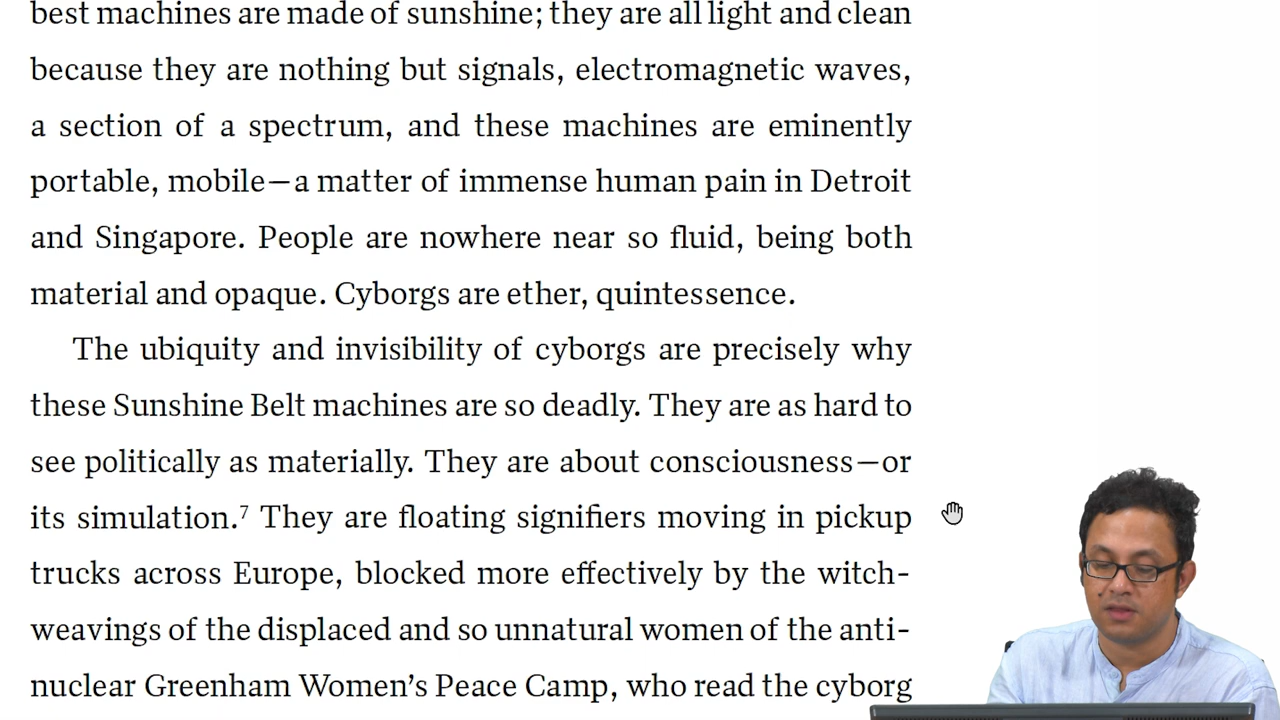 best machines are made of sunshine; they are all light and clean
because they are nothing but signals, electromagnetic waves,
a section of a spectrum, and these machines are eminently
portable, mobile—a matter of immense human pain in Detroit
and Singapore. People are nowhere near so fluid, being both
material and opaque. Cyborgs are ether, quintessence.
The ubiquity and invisibility of cyborgs are precisely why
these Sunshine Belt machines are so deadly. They are as hard to
see politically as materially. They are about consciousness—or
its simulation.⁷ They are floating signifiers moving in pickup
trucks across Europe, blocked more effectively by the witch-
weavings of the displaced and so unnatural women of the anti-
nuclear Greenham Women’s Peace Camp, who read the cyborg